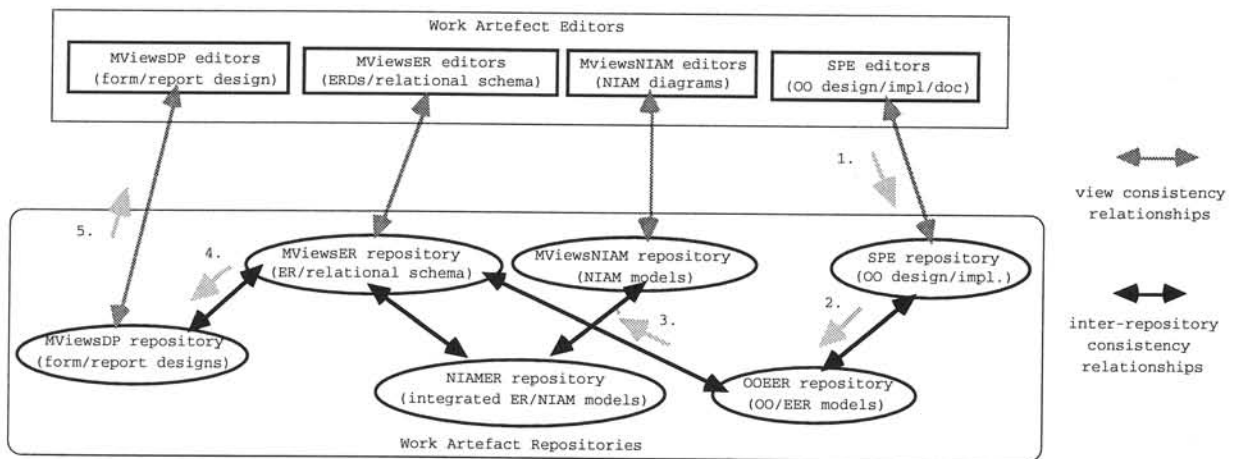 Work Artefect Editors
MViewsDP editors
(form/report design)
MViewsER editors
(ERDs/relational schema)
MviewsNIAM editors
(NIAM diagrams)
SPE editors
(OO design/impl/doc)
1.
view consistency
relationships
5.
4.
MViewsER repository
(ER/relational schema)
MViewsNIAM repository
(NIAM models)
SPE repository
(OO design/impl.)
2.
3.
inter-repository
consistency
relationships
MViewsDP repository
(form/report designs)
NIAMER repository
(integrated ER/NIAM models)
OOEER repository
(OO/EER models)
Work Artefact Repositories